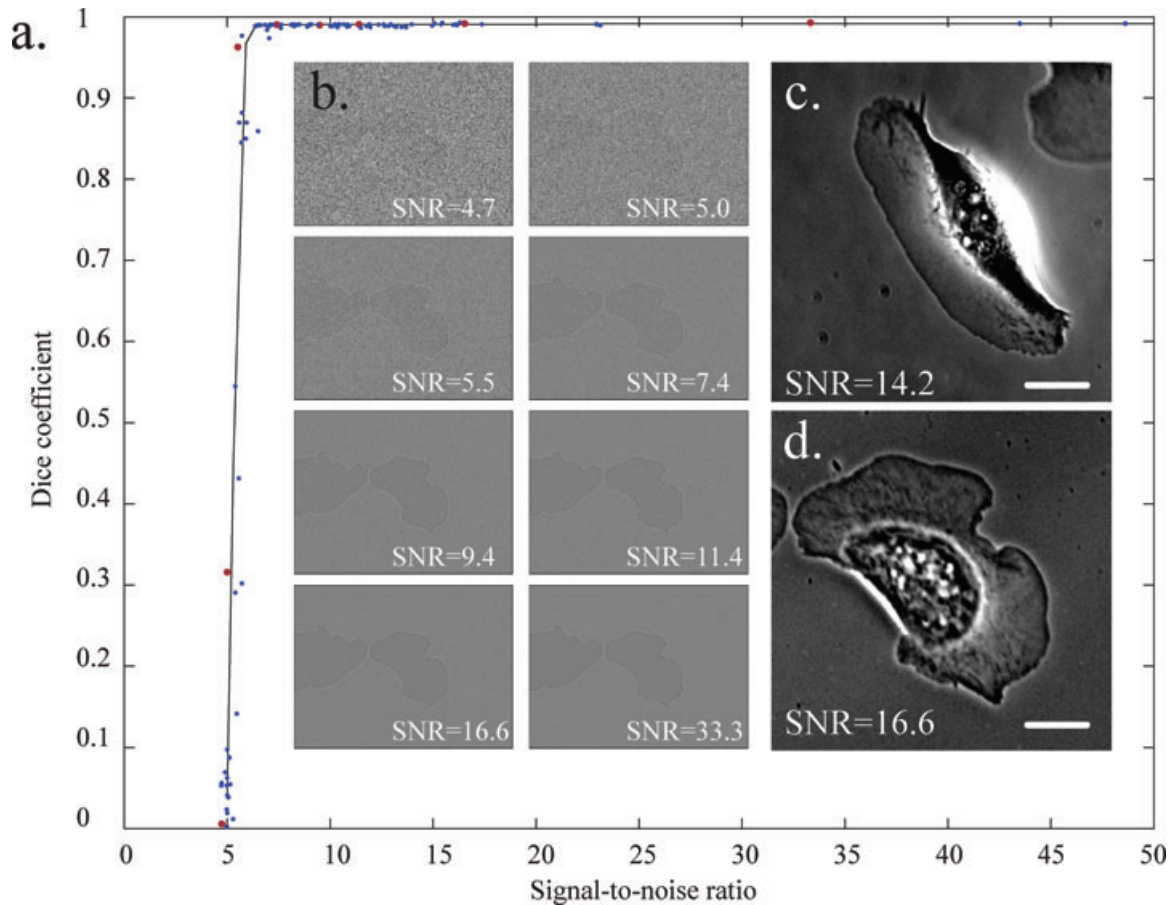 a.
1
0.9
0.8
0.7
0.6
0.5
0.4
0.3
0.2
0.1
0
Dice coefficient
b.
SNR=4.7
SNR=5.0
SNR=5.5
SNR=7.4
SNR=9.4
SNR=11.4
SNR=16.6
SNR=33.3
c.
SNR=14.2
d.
SNR=16.6
0 5 10 15 20 25 30 35 40 45 50
Signal-to-noise ratio